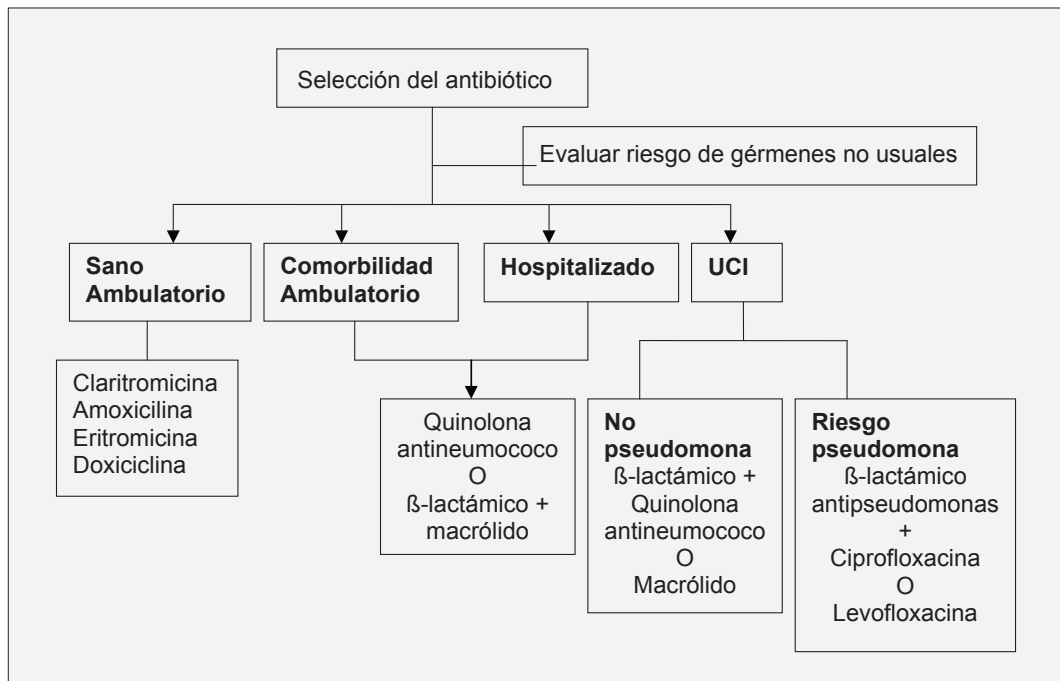 Selección del antibiótico
Evaluar riesgo de gérmenes no usuales
Sano
Ambulatorio
Comorbilidad
Ambulatorio
Hospitalizado
UCI
Claritromicina
Amoxicilina
Eritromicina
Doxiciclina
Quinolona
antineumococo
O
ß-lactámico +
macrólido
No
pseudomona
ß-lactámico +
Quinolona
antineumococo
O
Macrólido
Riesgo
pseudomona
ß-lactámico
antipseudomonas
+
Ciprofloxacina
O
Levofloxacina